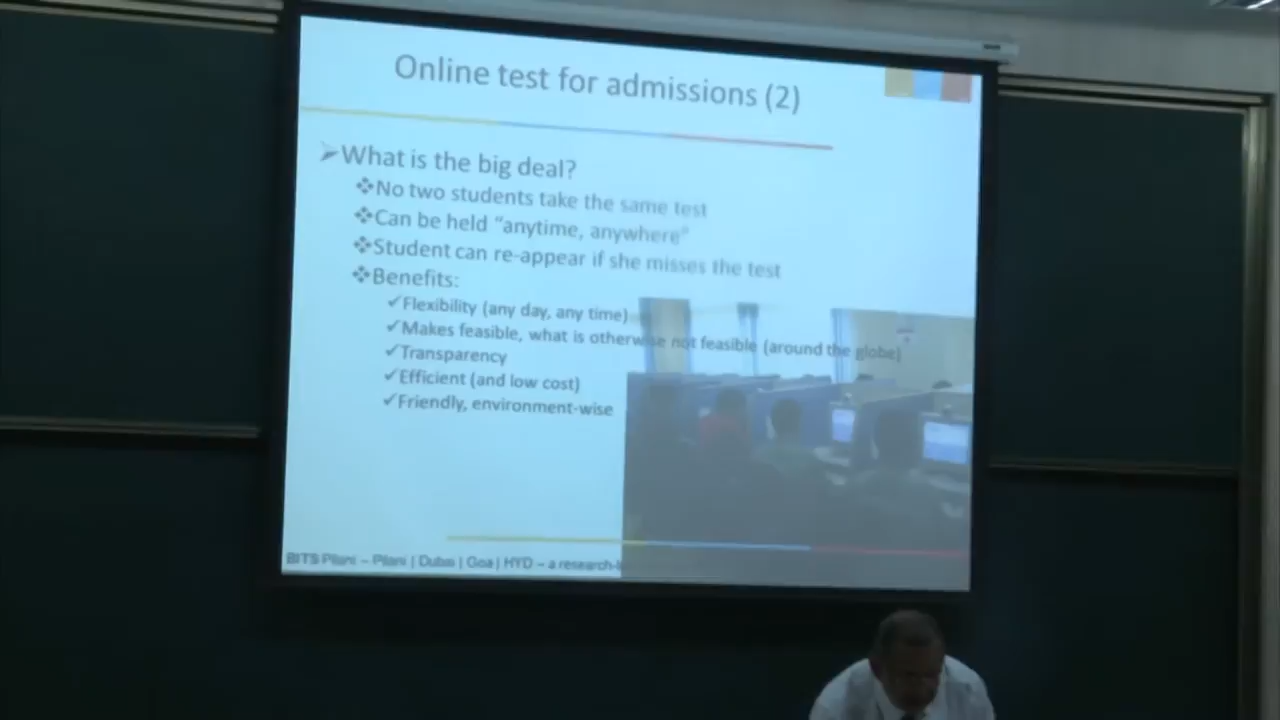 Online test for admissions (2)
What is the big deal?
No two students take the same test
Can be held "anytime, anywhere"
Student can re-appear if she misses the test
Benefits:
Flexibility (any day, any time)
Makes feasible, what is otherwise not feasible (around the globe)
Transparency
Efficient (and low cost)
Friendly, environment-wise
BITS Pilani – Pilani | Dubai | Goa | HYD – a research-